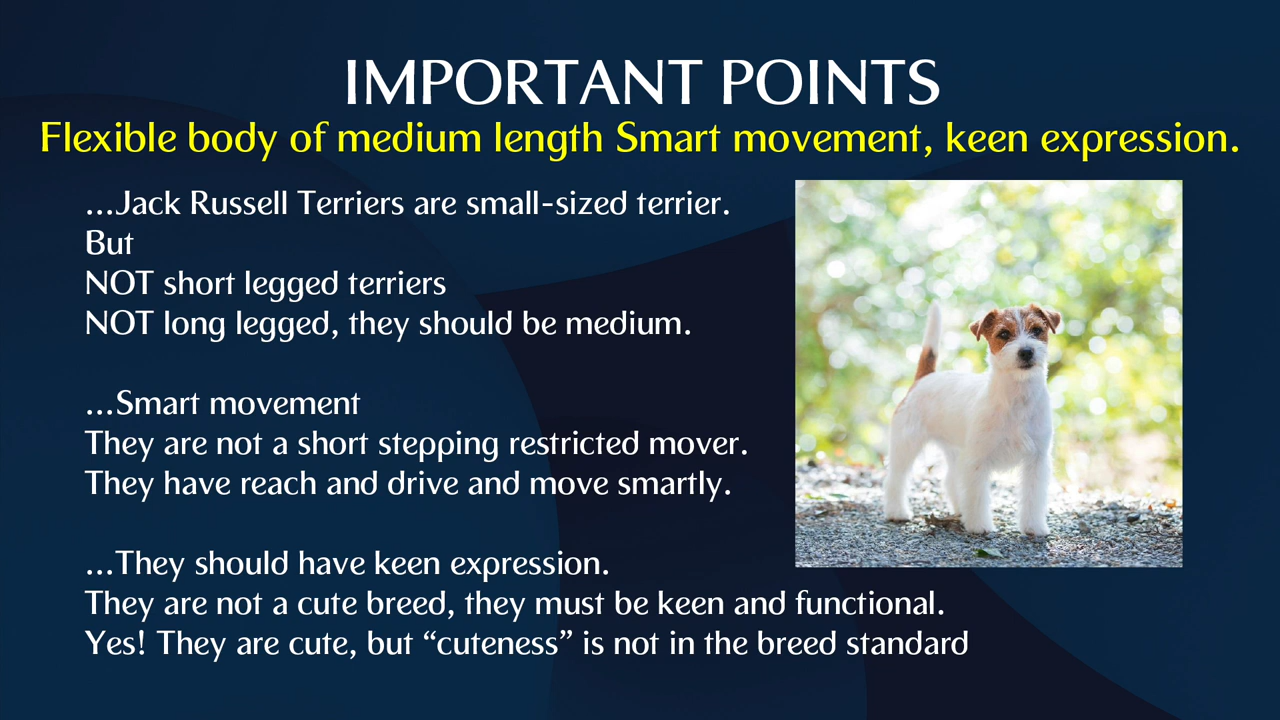 IMPORTANT POINTS
Flexible body of medium length Smart movement, keen expression.
...Jack Russell Terriers are small-sized terrier.
But
NOT short legged terriers
NOT long legged, they should be medium.
...Smart movement
They are not a short stepping restricted mover.
They have reach and drive and move smartly.
...They should have keen expression.
They are not a cute breed, they must be keen and functional.
Yes! They are cute, but “cuteness” is not in the breed standard